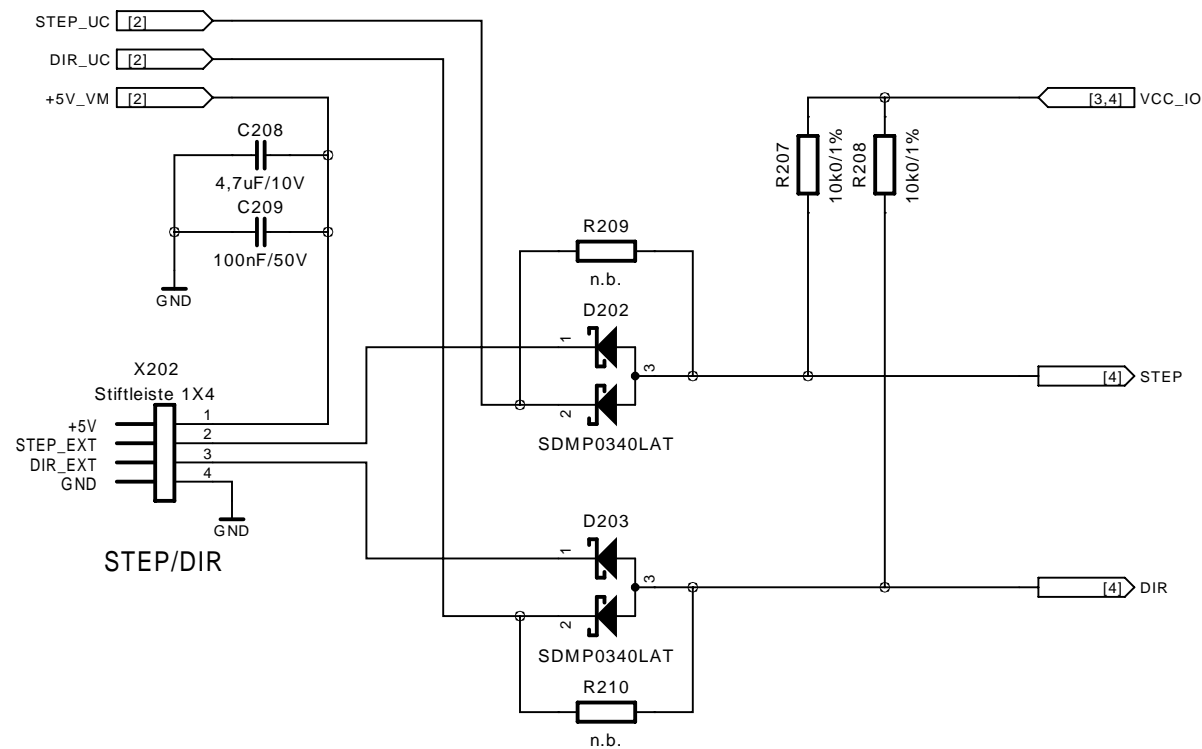 STEP_UC [2]
DIR_UC [2]
+5V_VM [2]
[3,4] VCC_IO
C208
4,7uF/10V
C209
100nF/50V
GND
R207
10k0/1%
R208
10k0/1%
R209
n.b.
D202
1
2
3
SDMP0340LAT
[4] STEP
X202
Stiftleiste 1X4
+5V 1
STEP_EXT 2
DIR_EXT 3
GND 4
GND
STEP/DIR
D203
1
2
3
SDMP0340LAT
[4] DIR
R210
n.b.